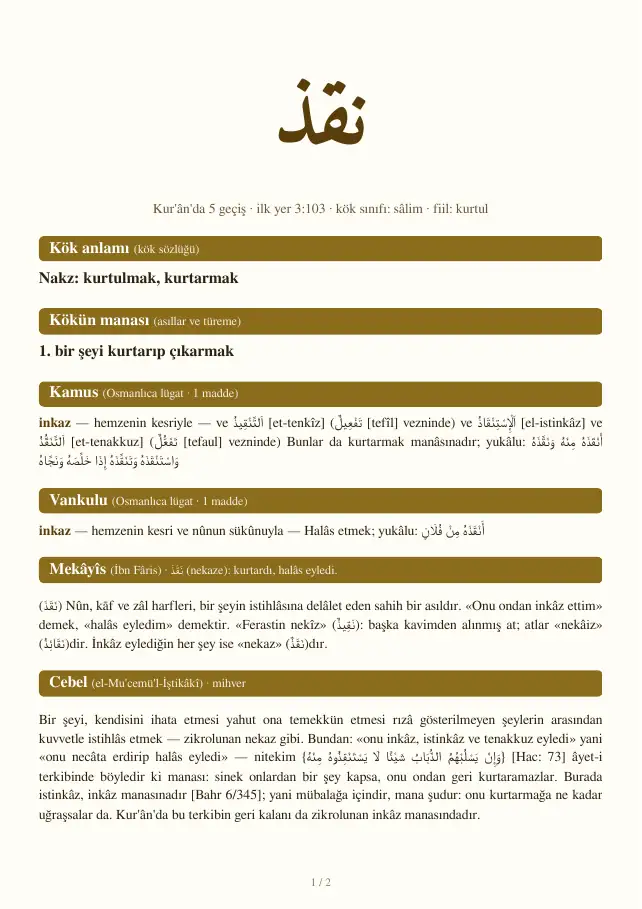 نقذ
Kur'ân'da 5 geçiş · ilk yer 3:103 · kök sınıfı: sâlim · fiil: kurtul
Kök anlamı (kök sözlüğü)
Nakz: kurtulmak, kurtarmak
Kökün manası (asıllar ve türeme)
1. bir şeyi kurtarıp çıkarmak
Kamus (Osmanlıca lügat · 1 madde)
inkaz — hemzenin kesriyle — ve اَلتَّنْقِيذُ [et-tenkîz] (تَفْعِيلٌ [tefîl] vezninde) ve اَلْإِسْتِنْقَاذُ [el-istinkâz] ve
اَلتَّنَقُّذُ [et-tenakkuz] (تَفَعُّلٌ [tefaul] vezninde) Bunlar da kurtarmak manâsınadır; yukâlu: أَنْقَذَهُ مِنْهُ وَنَقَّذَهُ
وَاسْتَنْقَذَهُ وَتَنَقَّذَهُ إِذَا خَلَّصَهُ وَنَجَّاهُ
Vankulu (Osmanlıca lügat · 1 madde)
inkaz — hemzenin kesri ve nûnun sükûnuyla — Halâs etmek; yukâlu: أَنْقَذَهُ مِنْ فُلَانٍ
Mekâyîs (İbn Fâris) · نَقَذَ (nekaze): kurtardı, halâs eyledi.
(نَقَذَ) Nûn, kāf ve zâl harfleri, bir şeyin istihlâsına delâlet eden sahih bir asıldır. «Onu ondan inkâz ettim»
demek, «halâs eyledim» demektir. «Ferastin nekîz» (نَقِيذٌ): başka kavimden alınmış at; atlar «nekâiz»
(نَقَائِذُ)dir. İnkâz eylediğin her şey ise «nekaz» (نَقَذٌ)dır.
Cebel (el-Mu'cemü'l-İştikâkî) · mihver
Bir şeyi, kendisini ihata etmesi yahut ona temekkün etmesi rızâ gösterilmeyen şeylerin arasından
kuvvetle istihlâs etmek — zikrolunan nekaz gibi. Bundan: «onu inkâz, istinkâz ve tenakkuz eyledi» yani
«onu necâta erdirip halâs eyledi» — nitekim {وَإِنْ يَسْلُبْهُمُ الذُّبَابُ شَيْئًا لَا يَسْتَنْقِذُوهُ مِنْهُ} [Hac: 73] âyet-i
terkibinde böyledir ki manası: sinek onlardan bir şey kapsa, onu ondan geri kurtaramazlar. Burada
istinkâz, inkâz manasınadır [Bahr 6/345]; yani mübalağa içindir, mana şudur: onu kurtarmağa ne kadar
uğraşsalar da. Kur'ân'da bu terkibin geri kalanı da zikrolunan inkâz manasındadır.
1 / 2